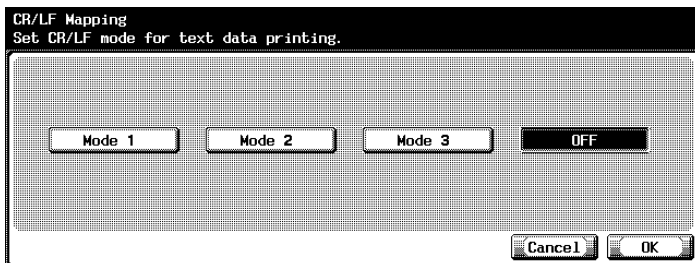 CR/LF Mapping
Set CR/LF mode for text data printing.
Mode 1 Mode 2 Mode 3 OFF
Cancel OK